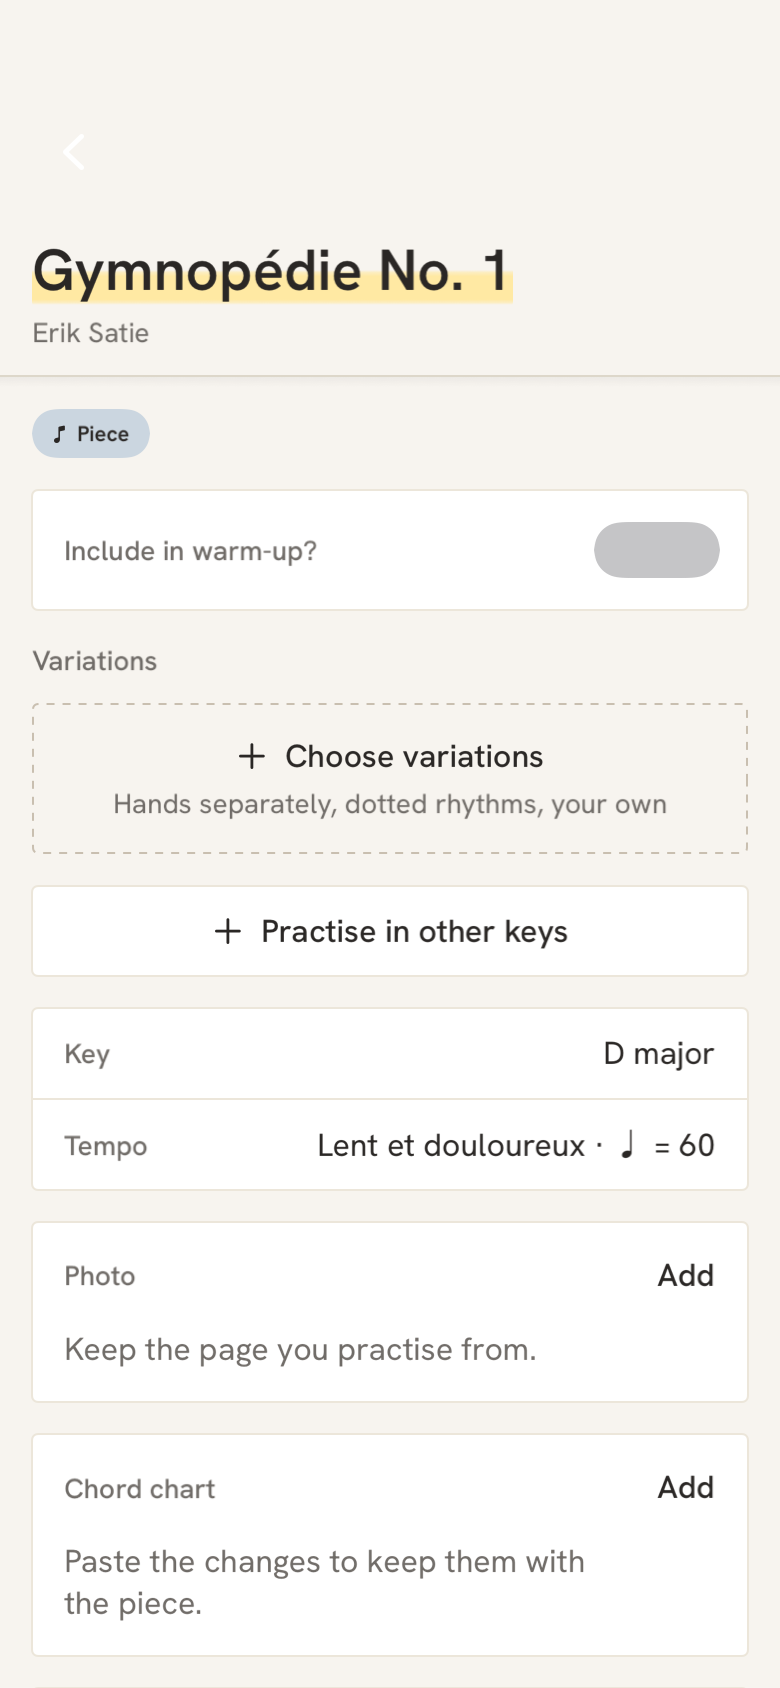 Gymnopédie No. 1
Erik Satie
Piece
Include in warm-up?
Variations
+ Choose variations
Hands separately, dotted rhythms, your own
+ Practise in other keys
Key D major
Tempo Lent et douloureux · ♩ = 60
Photo Add
Keep the page you practise from.
Chord chart Add
Paste the changes to keep them with
the piece.